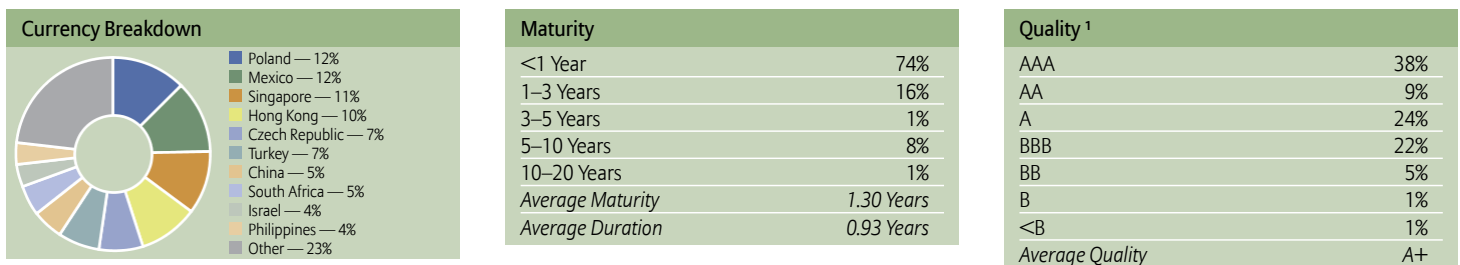 Currency Breakdown
Poland — 12%
Mexico — 12%
Singapore — 11%
Hong Kong — 10%
Czech Republic — 7%
Turkey — 7%
China — 5%
South Africa — 5%
Israel — 4%
Philippines — 4%
Other — 23%
Maturity
<1 Year 74%
1–3 Years 16%
3–5 Years 1%
5–10 Years 8%
10–20 Years 1%
Average Maturity 1.30 Years
Average Duration 0.93 Years
Quality ¹
AAA 38%
AA 9%
A 24%
BBB 22%
BB 5%
B 1%
<B 1%
Average Quality A+